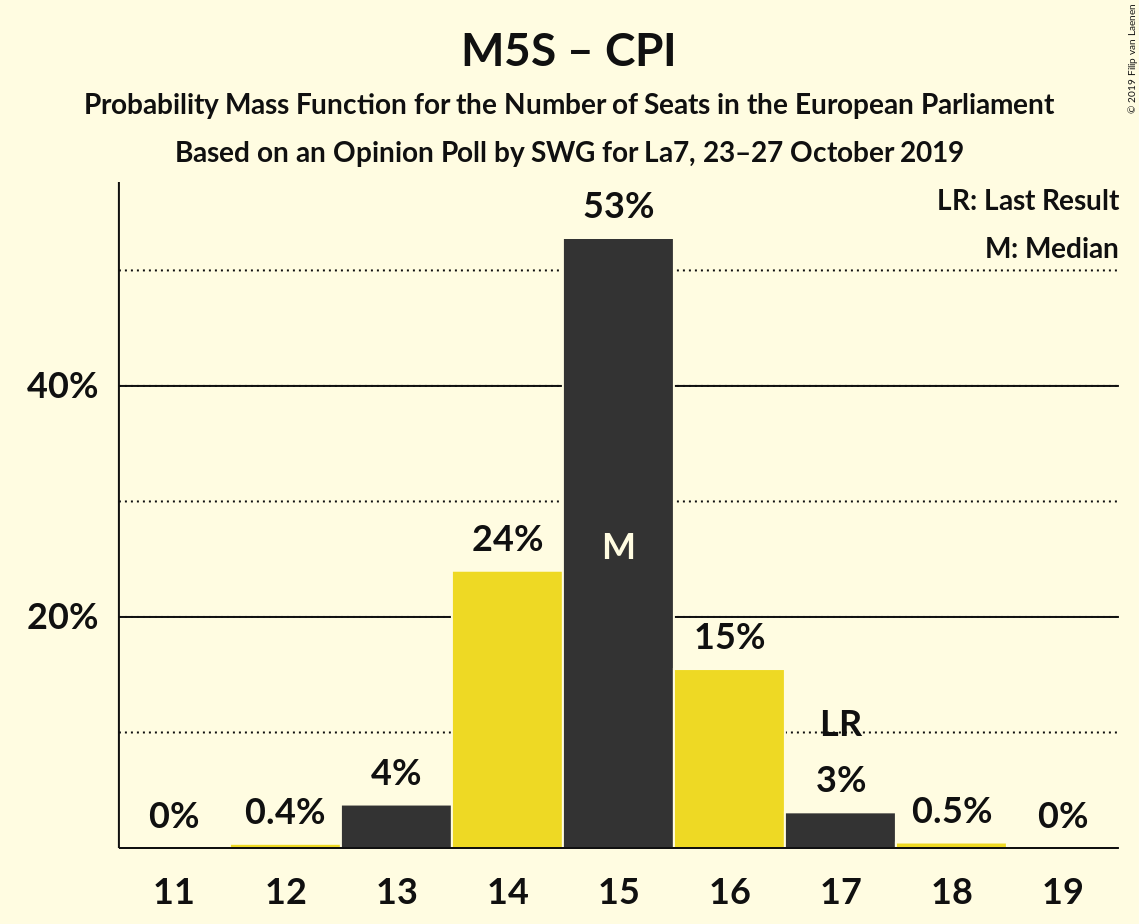 M5S – CPI
Probability Mass Function for the Number of Seats in the European Parliament
Based on an Opinion Poll by SWG for La7, 23–27 October 2019
© 2019 Filip van Laenen
LR: Last Result
M: Median
53%
40%
24%
M
20%
15%
LR
4%
3%
0%
0.4%
0.5%
0%
11 12 13 14 15 16 17 18 19